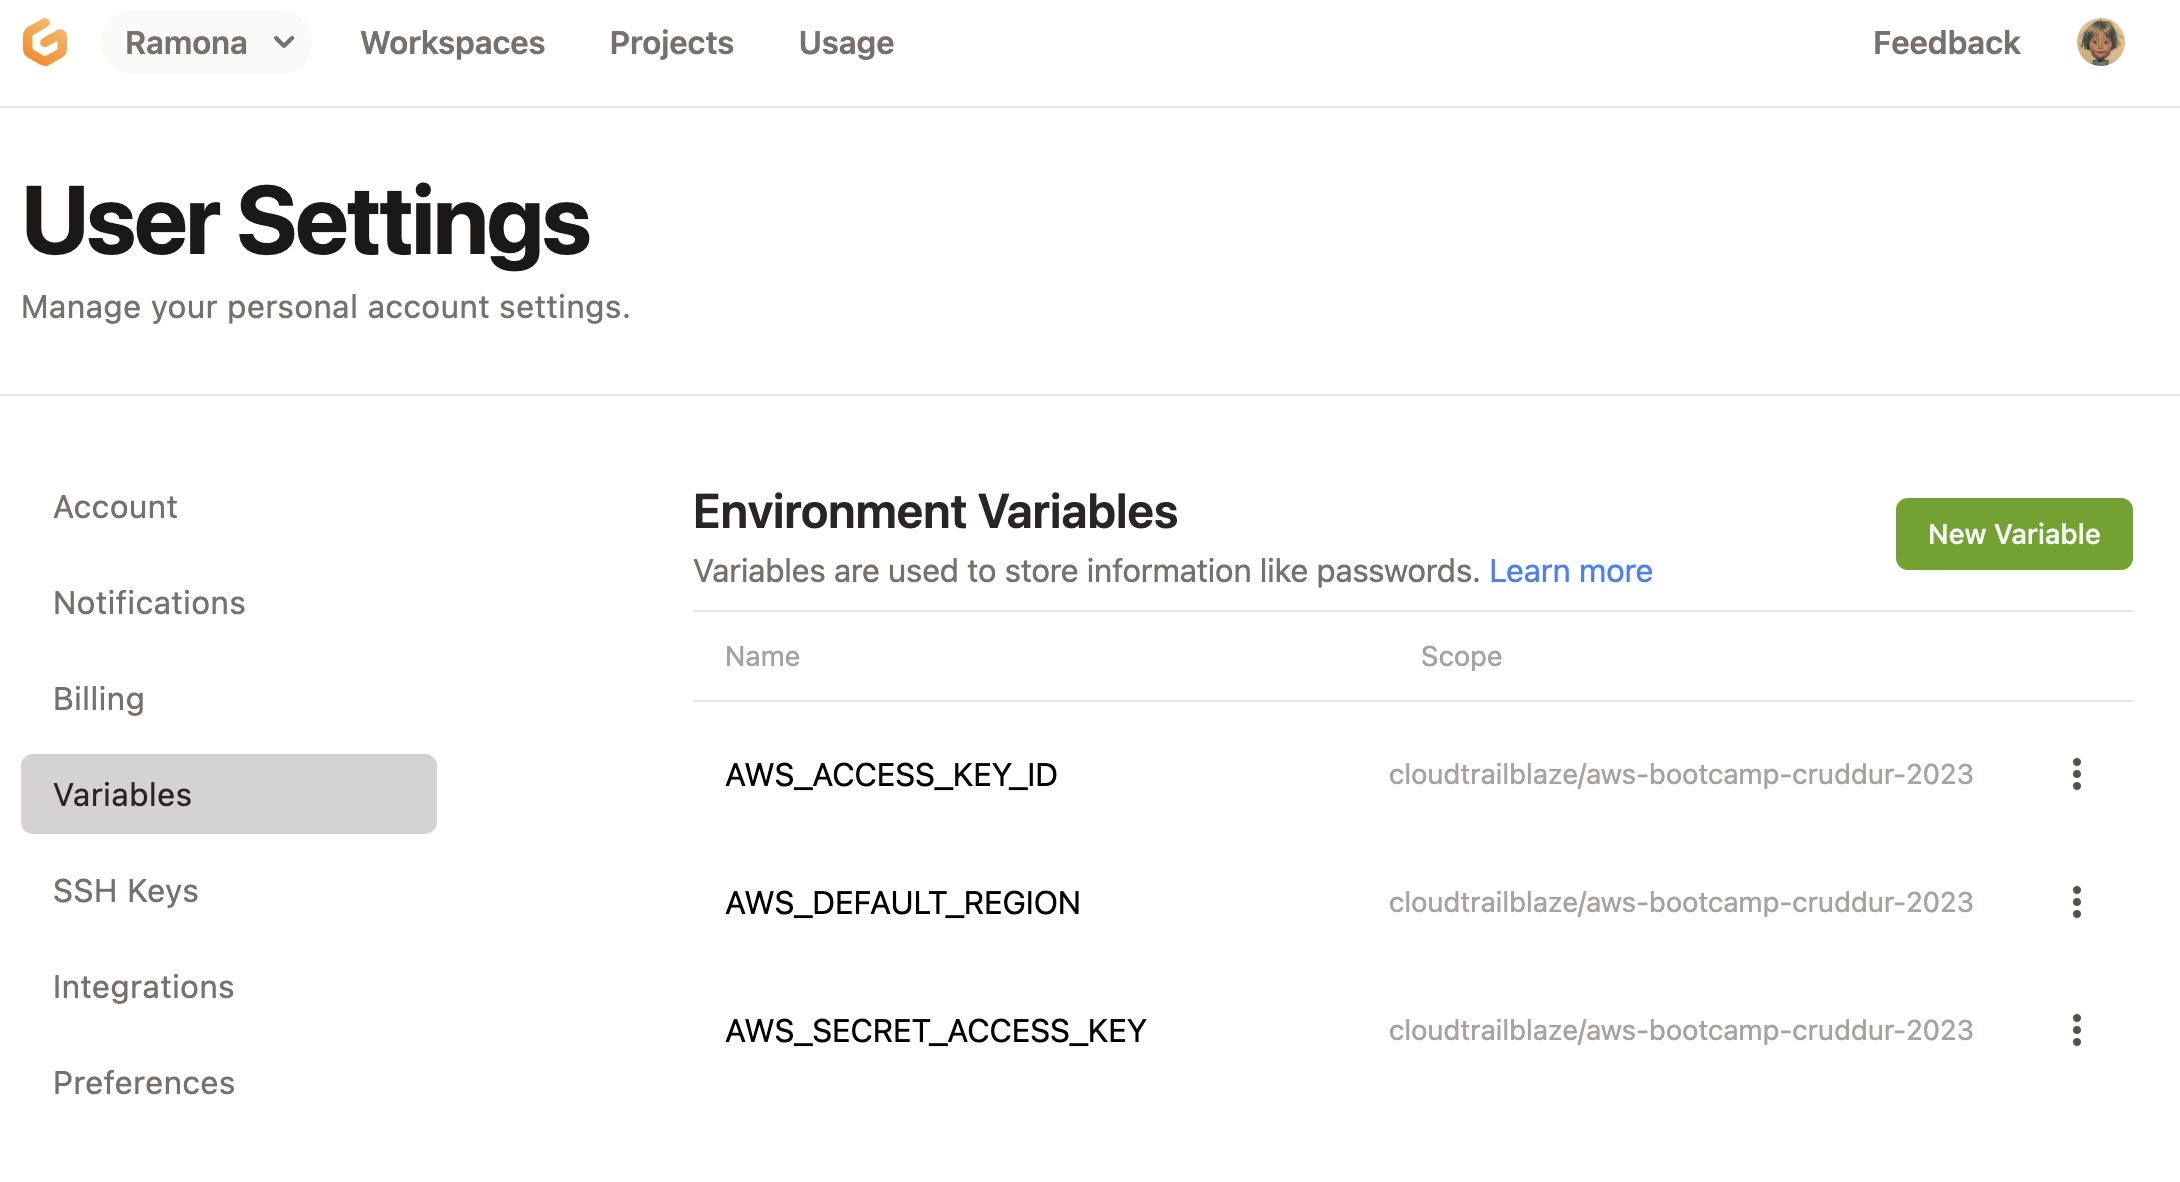 Ramona Workspaces Projects Usage Feedback
User Settings
Manage your personal account settings.
Account
Notifications
Billing
Variables
SSH Keys
Integrations
Preferences
Environment Variables
New Variable
Variables are used to store information like passwords. Learn more
Name Scope
AWS_ACCESS_KEY_ID cloudtrailblaze/aws-bootcamp-cruddur-2023
AWS_DEFAULT_REGION cloudtrailblaze/aws-bootcamp-cruddur-2023
AWS_SECRET_ACCESS_KEY cloudtrailblaze/aws-bootcamp-cruddur-2023